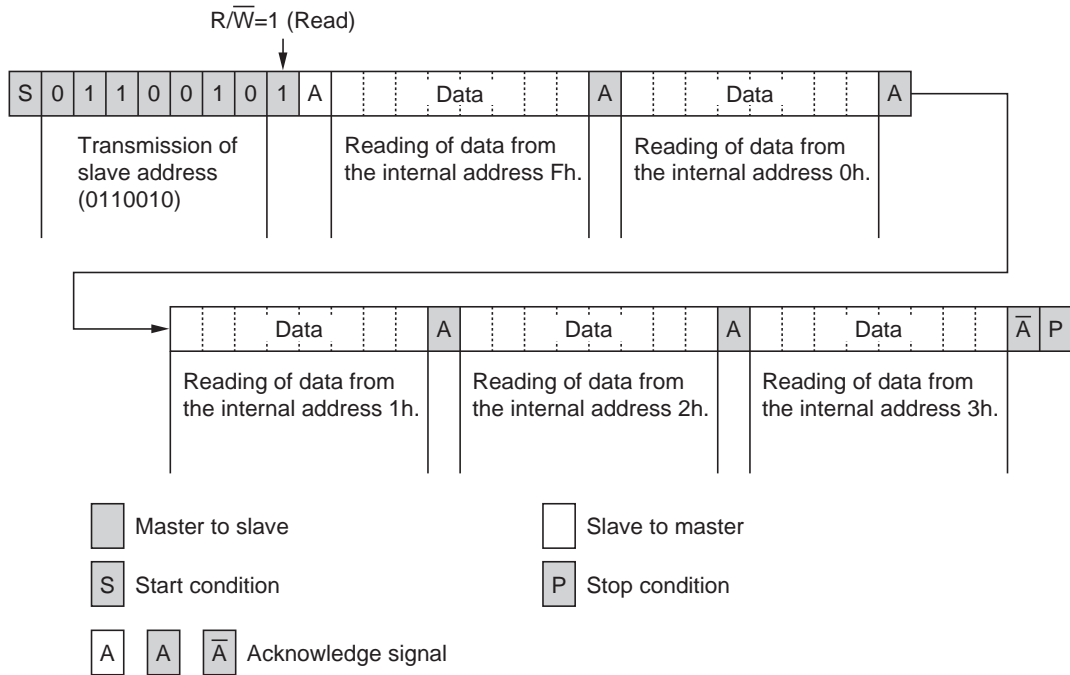 R/W̅=1 (Read)
S 0 1 1 0 0 1 0 1 A Data A Data A
Transmission of
slave address
(0110010)
Reading of data from
the internal address Fh.
Reading of data from
the internal address 0h.
Data A Data A Data A̅ P
Reading of data from
the internal address 1h.
Reading of data from
the internal address 2h.
Reading of data from
the internal address 3h.
Master to slave
Slave to master
S Start condition
P Stop condition
A A A̅ Acknowledge signal